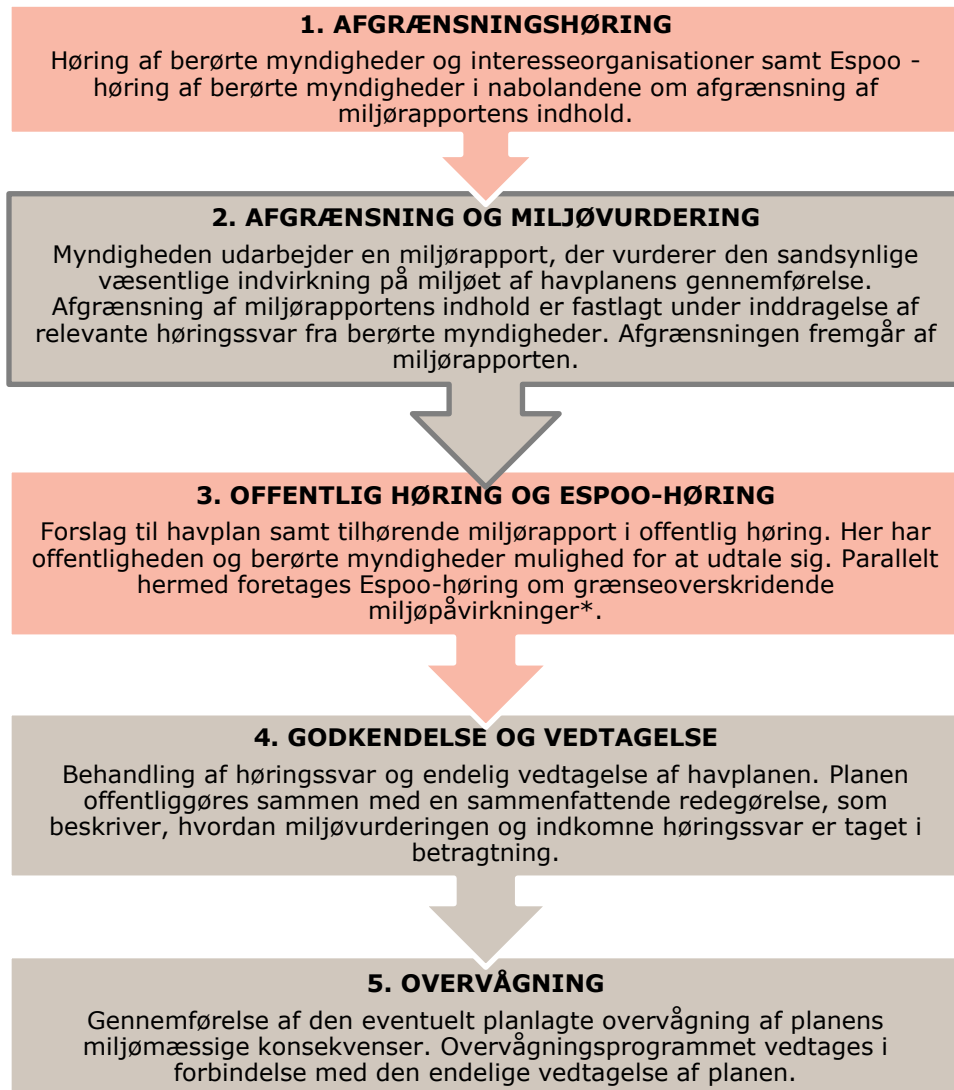 1. AFGRÆNSNINGSHØRING
Høring af berørte myndigheder og interesseorganisationer samt Espoo -
høring af berørte myndigheder i nabolandene om afgrænsning af
miljørapportens indhold.
2. AFGRÆNSNING OG MILJØVURDERING
Myndigheden udarbejder en miljørapport, der vurderer den sandsynlige
væsentlige indvirkning på miljøet af havplanens gennemførelse.
Afgrænsning af miljørapportens indhold er fastlagt under inddragelse af
relevante høringssvar fra berørte myndigheder. Afgrænsningen fremgår af
miljørapporten.
3. OFFENTLIG HØRING OG ESPOO-HØRING
Forslag til havplan samt tilhørende miljørapport i offentlig høring. Her har
offentligheden og berørte myndigheder mulighed for at udtale sig. Parallelt
hermed foretages Espoo-høring om grænseoverskridende
miljøpåvirkninger*.
4. GODKENDELSE OG VEDTAGELSE
Behandling af høringssvar og endelig vedtagelse af havplanen. Planen
offentliggøres sammen med en sammenfattende redegørelse, som
beskriver, hvordan miljøvurderingen og indkomne høringssvar er taget i
betragtning.
5. OVERVÅGNING
Gennemførelse af den eventuelt planlagte overvågning af planens
miljømæssige konsekvenser. Overvågningsprogrammet vedtages i
forbindelse med den endelige vedtagelse af planen.